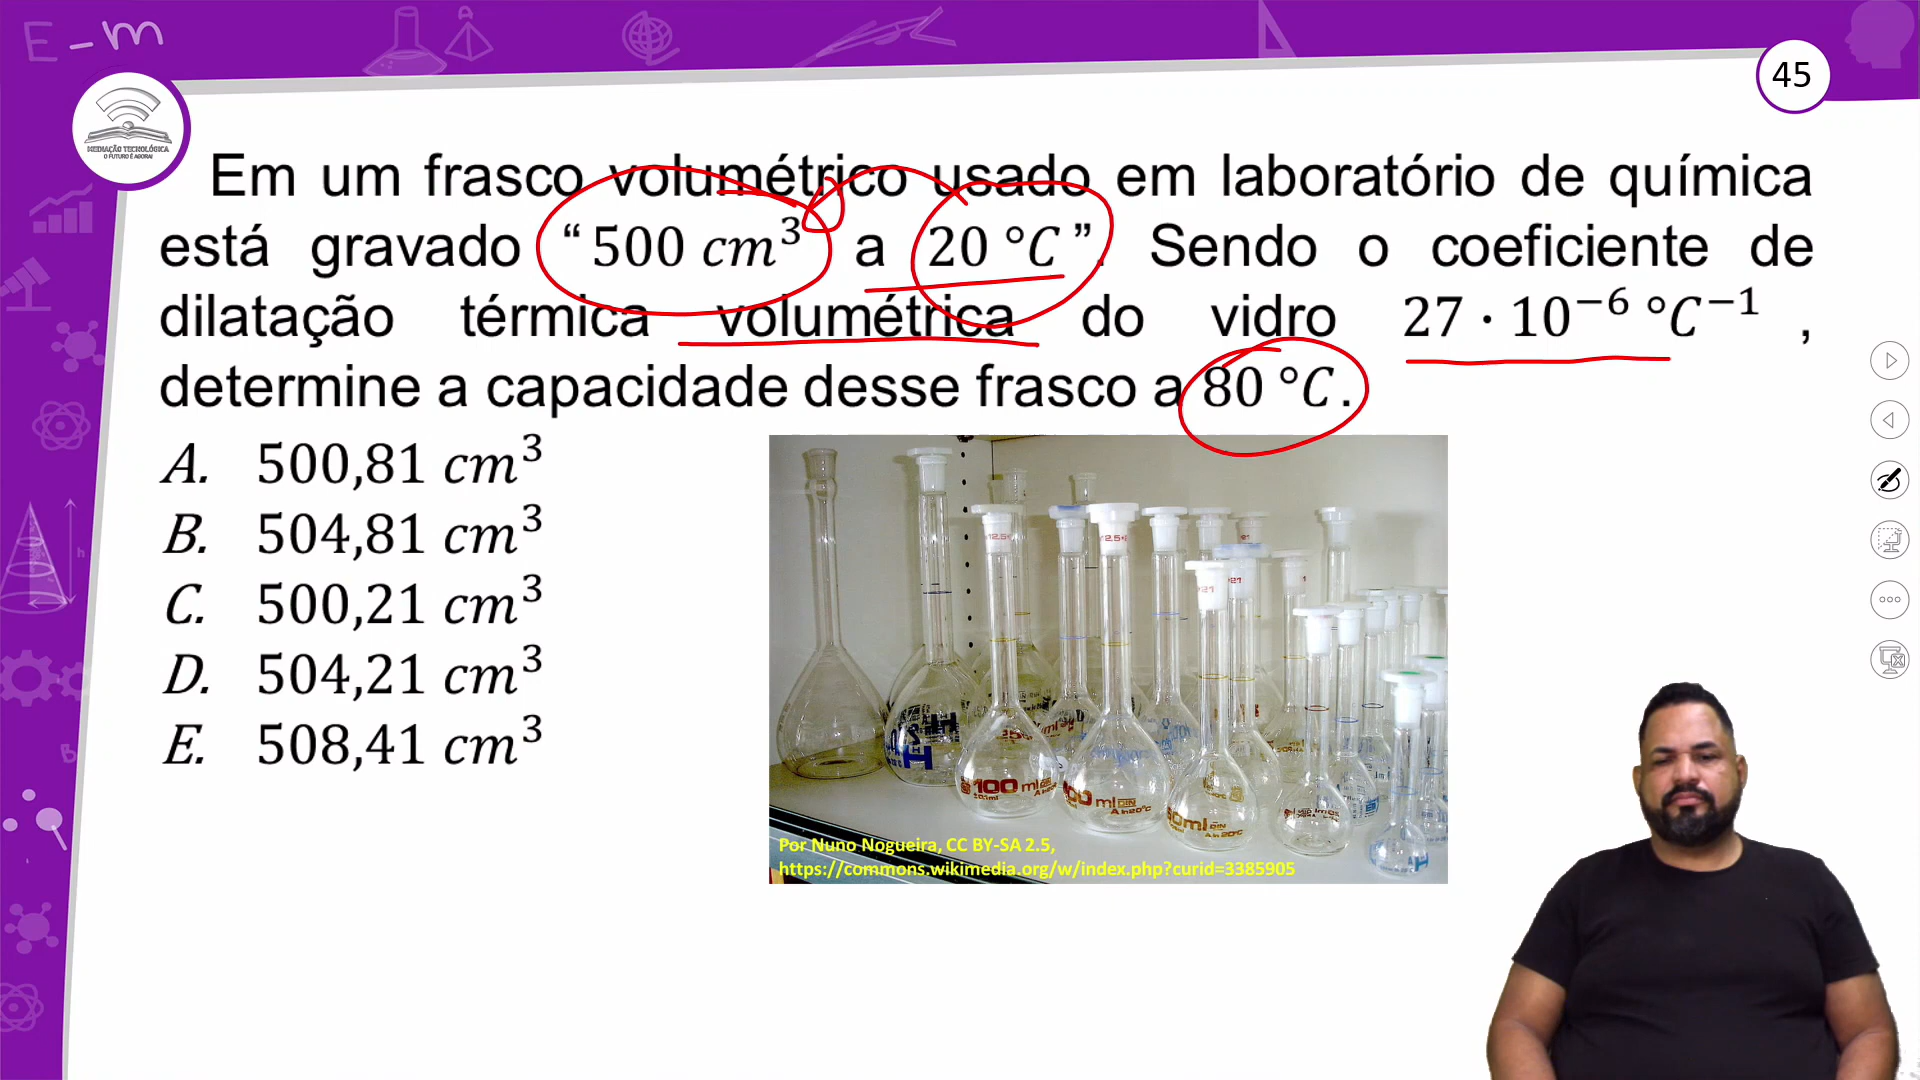 E-m
45
MEDIAÇÃO TECNOLÓGICA
O FUTURO É AGORA!
Em um frasco volumétrico usado em laboratório de química
está gravado “500 cm³ a 20 °C”. Sendo o coeficiente de
dilatação térmica volumétrica do vidro 27 · 10⁻⁶ °C⁻¹ ,
determine a capacidade desse frasco a 80 °C.
A. 500,81 cm³
B. 504,81 cm³
C. 500,21 cm³
D. 504,21 cm³
E. 508,41 cm³
100 ml
Por Nuno Nogueira, CC BY-SA 2.5,
https://commons.wikimedia.org/w/index.php?curid=3385905